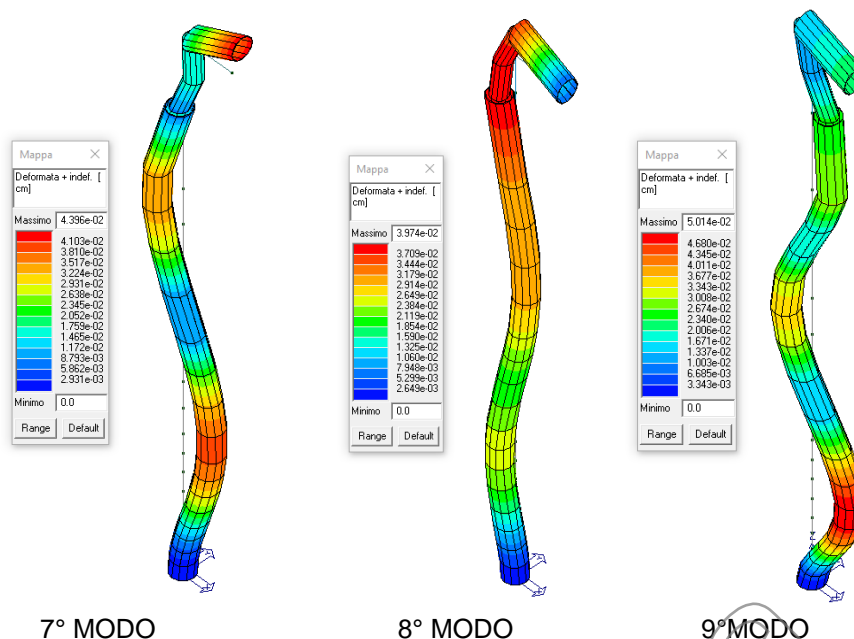 Mappa
Deformata + indef. [
cm]
Massimo 4.396e-02
4.103e-02
3.810e-02
3.517e-02
3.224e-02
2.931e-02
2.638e-02
2.345e-02
2.052e-02
1.759e-02
1.465e-02
1.172e-02
8.793e-03
5.862e-03
2.931e-03
Minimo 0.0
Range Default
7° MODO
Mappa
Deformata + indef. [
cm]
Massimo 3.974e-02
3.709e-02
3.444e-02
3.179e-02
2.914e-02
2.649e-02
2.384e-02
2.119e-02
1.854e-02
1.590e-02
1.325e-02
1.060e-02
7.948e-03
5.299e-03
2.649e-03
Minimo 0.0
Range Default
8° MODO
Mappa
Deformata + indef. [
cm]
Massimo 5.014e-02
4.680e-02
4.345e-02
4.011e-02
3.677e-02
3.343e-02
3.008e-02
2.674e-02
2.340e-02
2.006e-02
1.671e-02
1.337e-02
1.003e-02
6.685e-03
3.343e-03
Minimo 0.0
Range Default
9°MODO